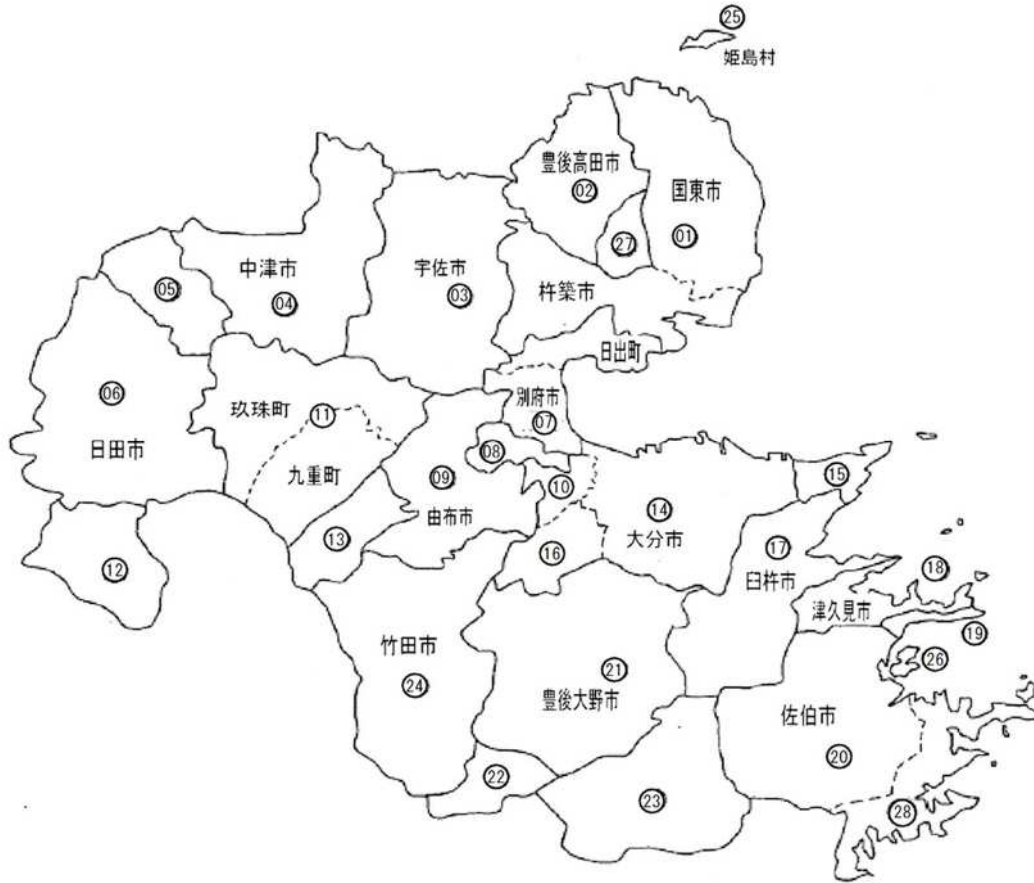 ㉕
姫島村
豊後高田市
⓪②
国東市
㉗
⓪①
中津市
宇佐市
⓪⑤
⓪④
⓪③
杵築市
日出町
⓪⑥
日田市
玖珠町
⑪
別府市
⓪⑦
九重町
⓪⑧
⓪⑨
由布市
⑩
⑭
大分市
⑮
⑬
⑯
⑰
臼杵市
⑫
⑱
津久見市
⑲
竹田市
㉔
㉑
豊後大野市
㉖
佐伯市
⑳
㉒
㉓
㉘